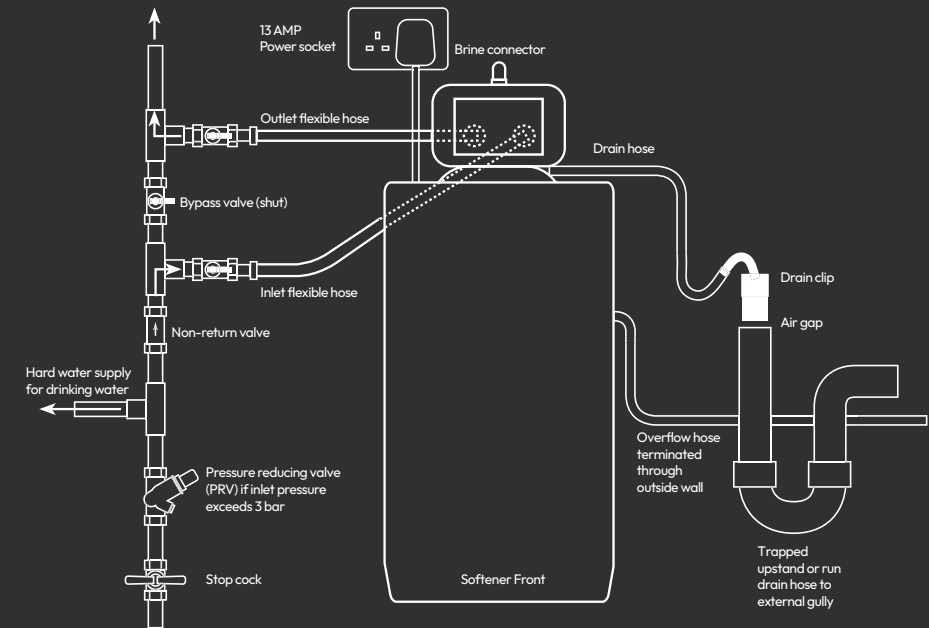 13 AMP
Power socket
Brine connector
Outlet flexible hose
Drain hose
Bypass valve (shut)
Drain clip
Inlet flexible hose
Air gap
Non-return valve
Hard water supply
for drinking water
Overflow hose
terminated
through
outside wall
Pressure reducing valve
(PRV) if inlet pressure
exceeds 3 bar
Trapped
upstand or run
drain hose to
external gully
Stop cock
Softener Front